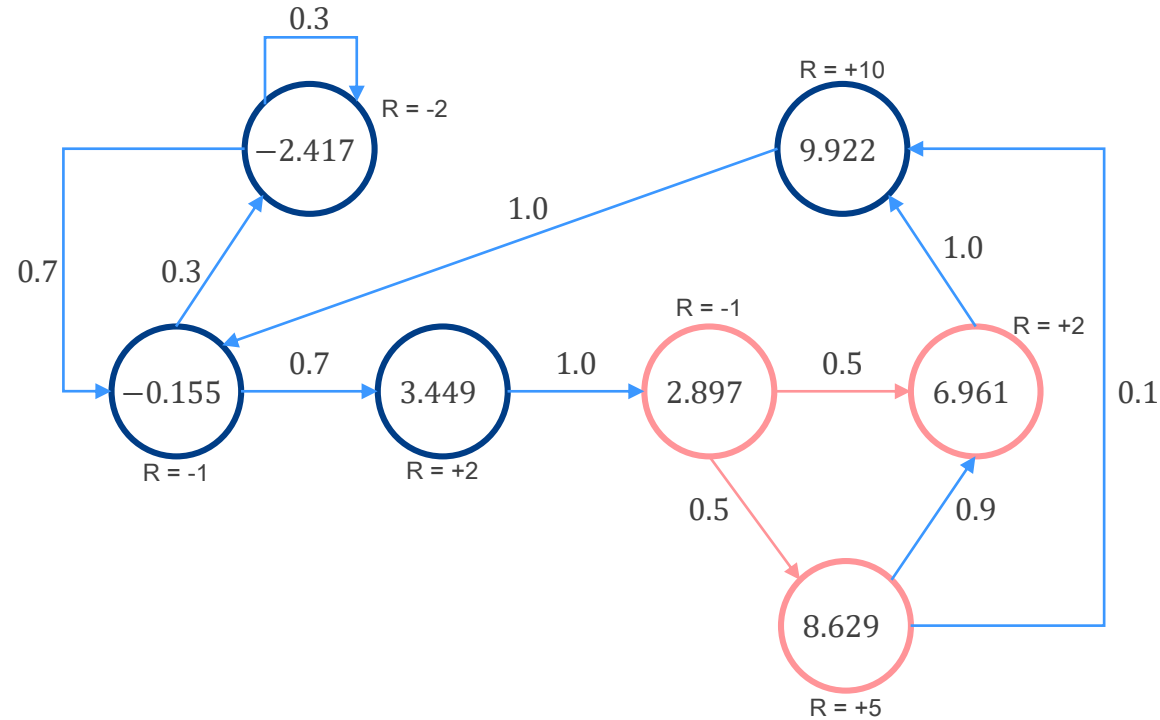 0.3
R = +10
R = -2
−2.417
9.922
1.0
0.7
0.3
1.0
R = -1
R = +2
0.7
1.0
0.5
0.1
−0.155
3.449
2.897
6.961
R = -1
R = +2
0.5
0.9
8.629
R = +5